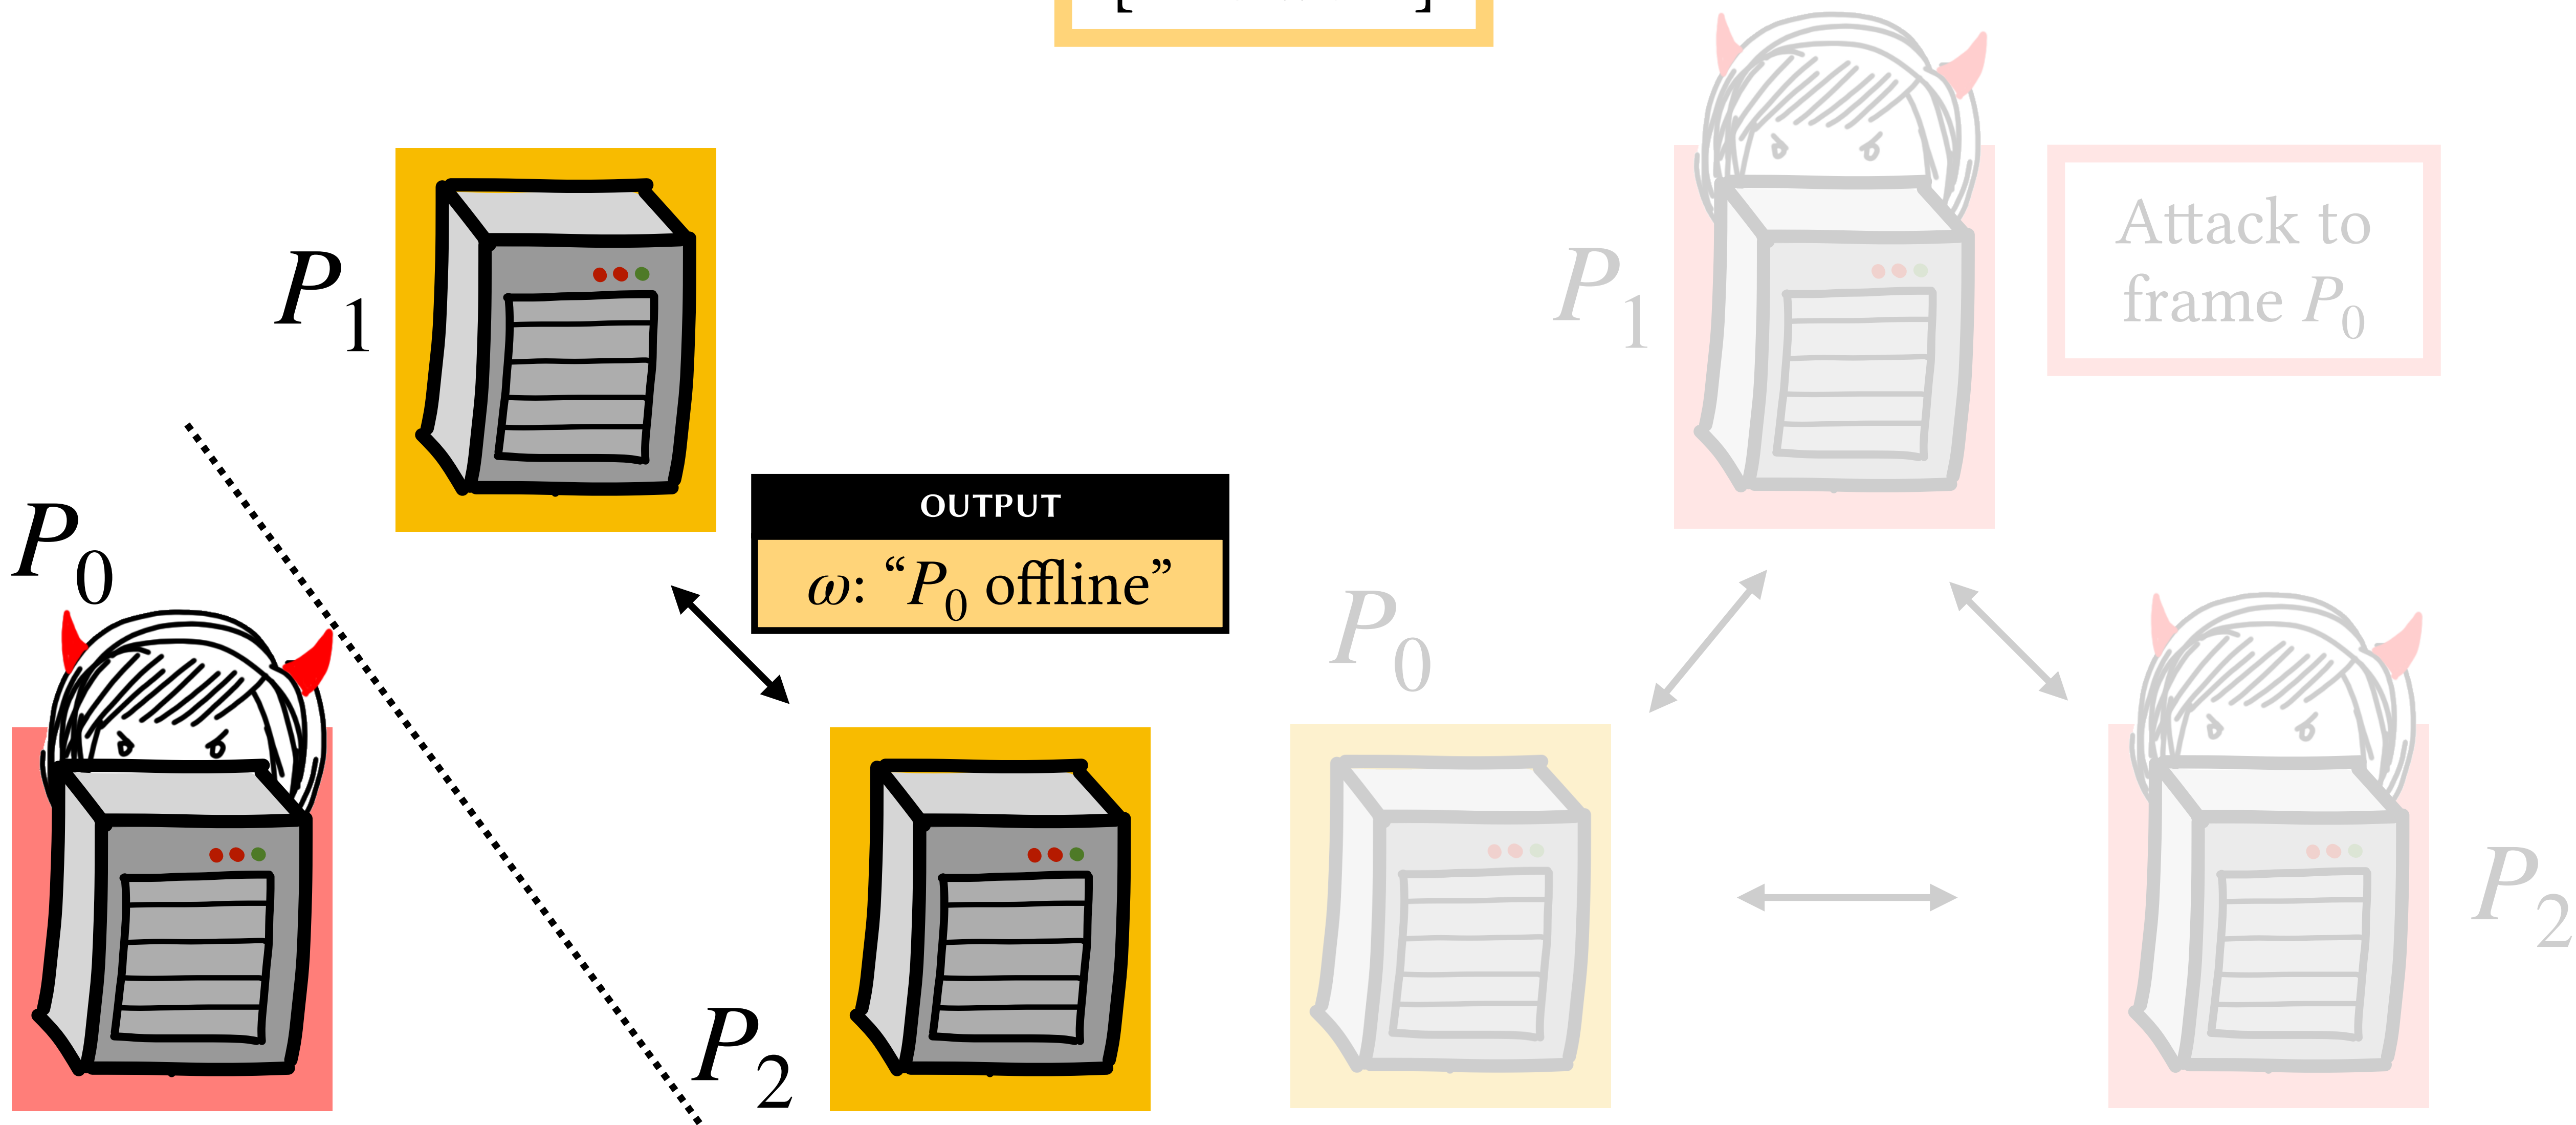 P₁
P₀
OUTPUT
ω: “P₀ offline”
P₂
P₁
Attack to
frame P₀
P₀
P₂